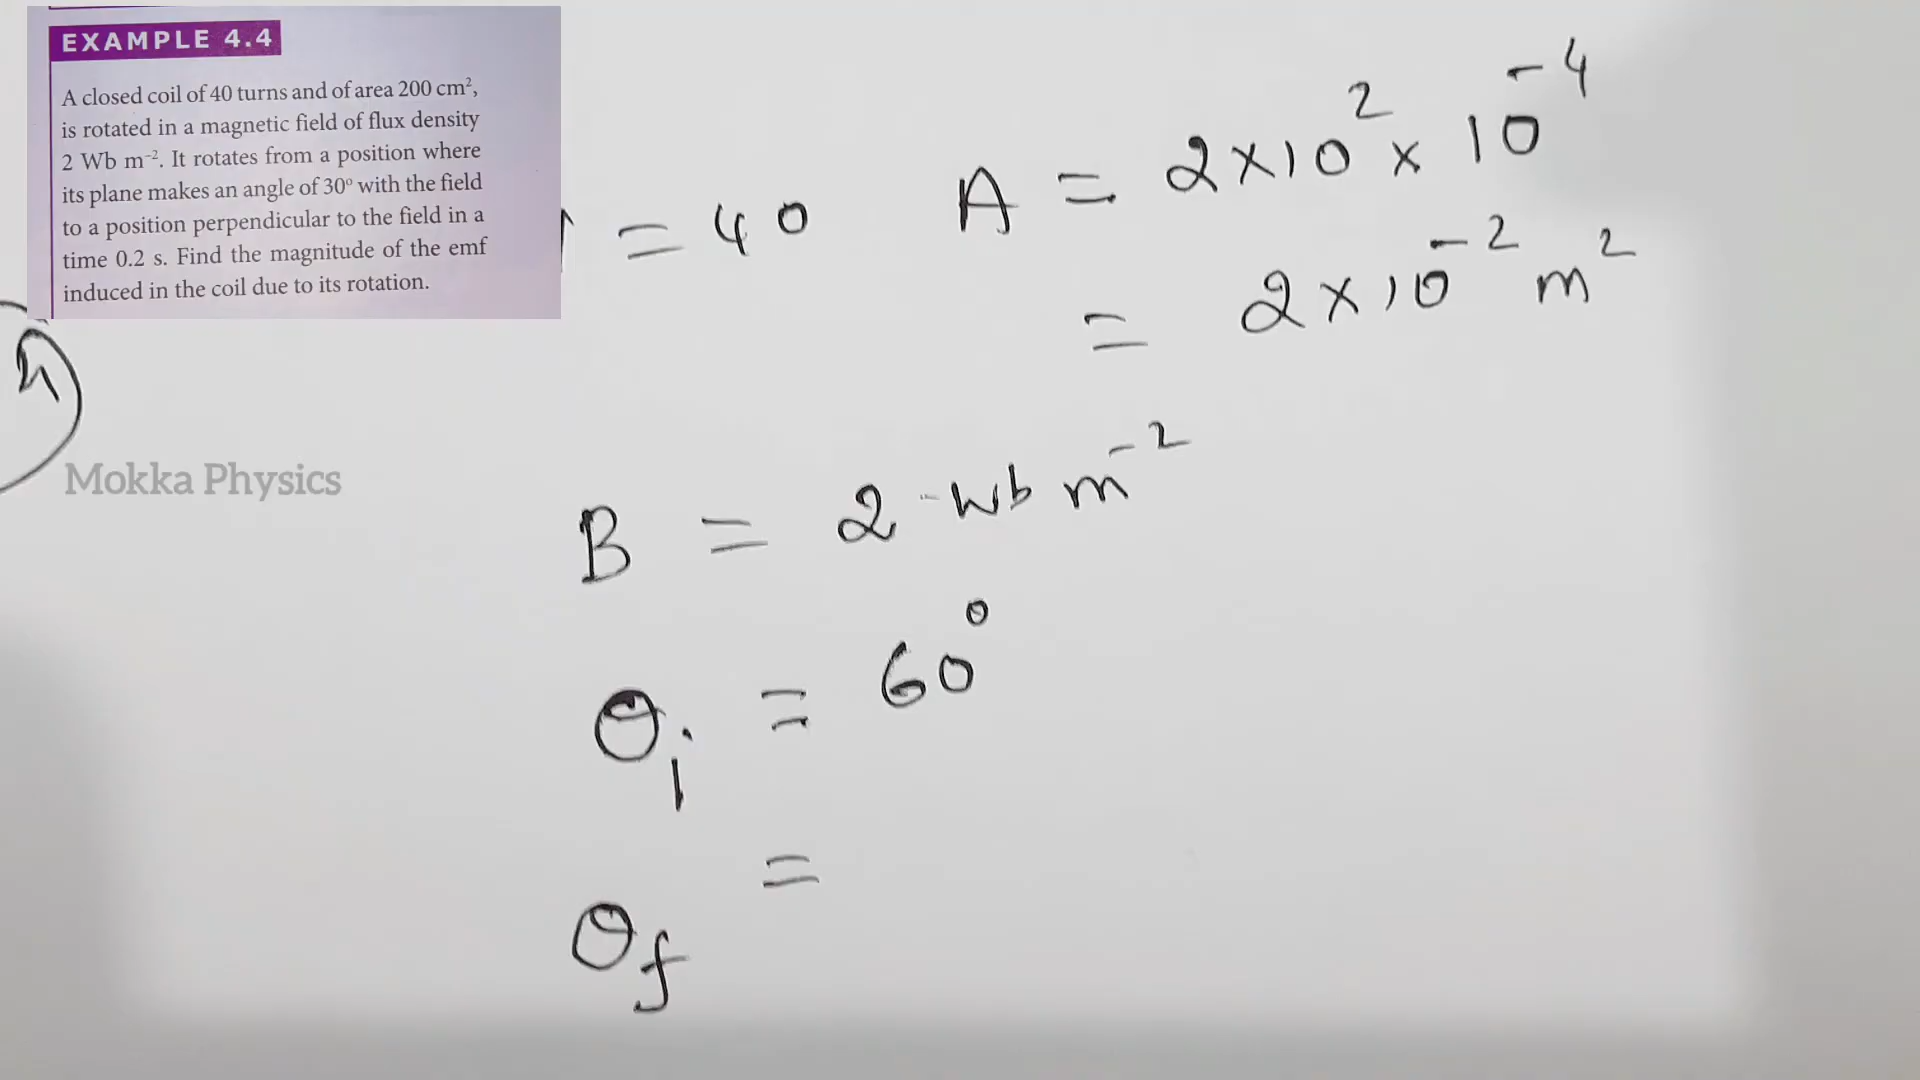 EXAMPLE 4.4
A closed coil of 40 turns and of area 200 cm²,
is rotated in a magnetic field of flux density
2 Wb m⁻². It rotates from a position where
its plane makes an angle of 30º with the field
to a position perpendicular to the field in a
time 0.2 s. Find the magnitude of the emf
induced in the coil due to its rotation.
= 40
A = 2×10² × 10⁻⁴
= 2×10⁻² m²
Mokka Physics
B = 2 Wb m⁻²
θi = 60°
θf =